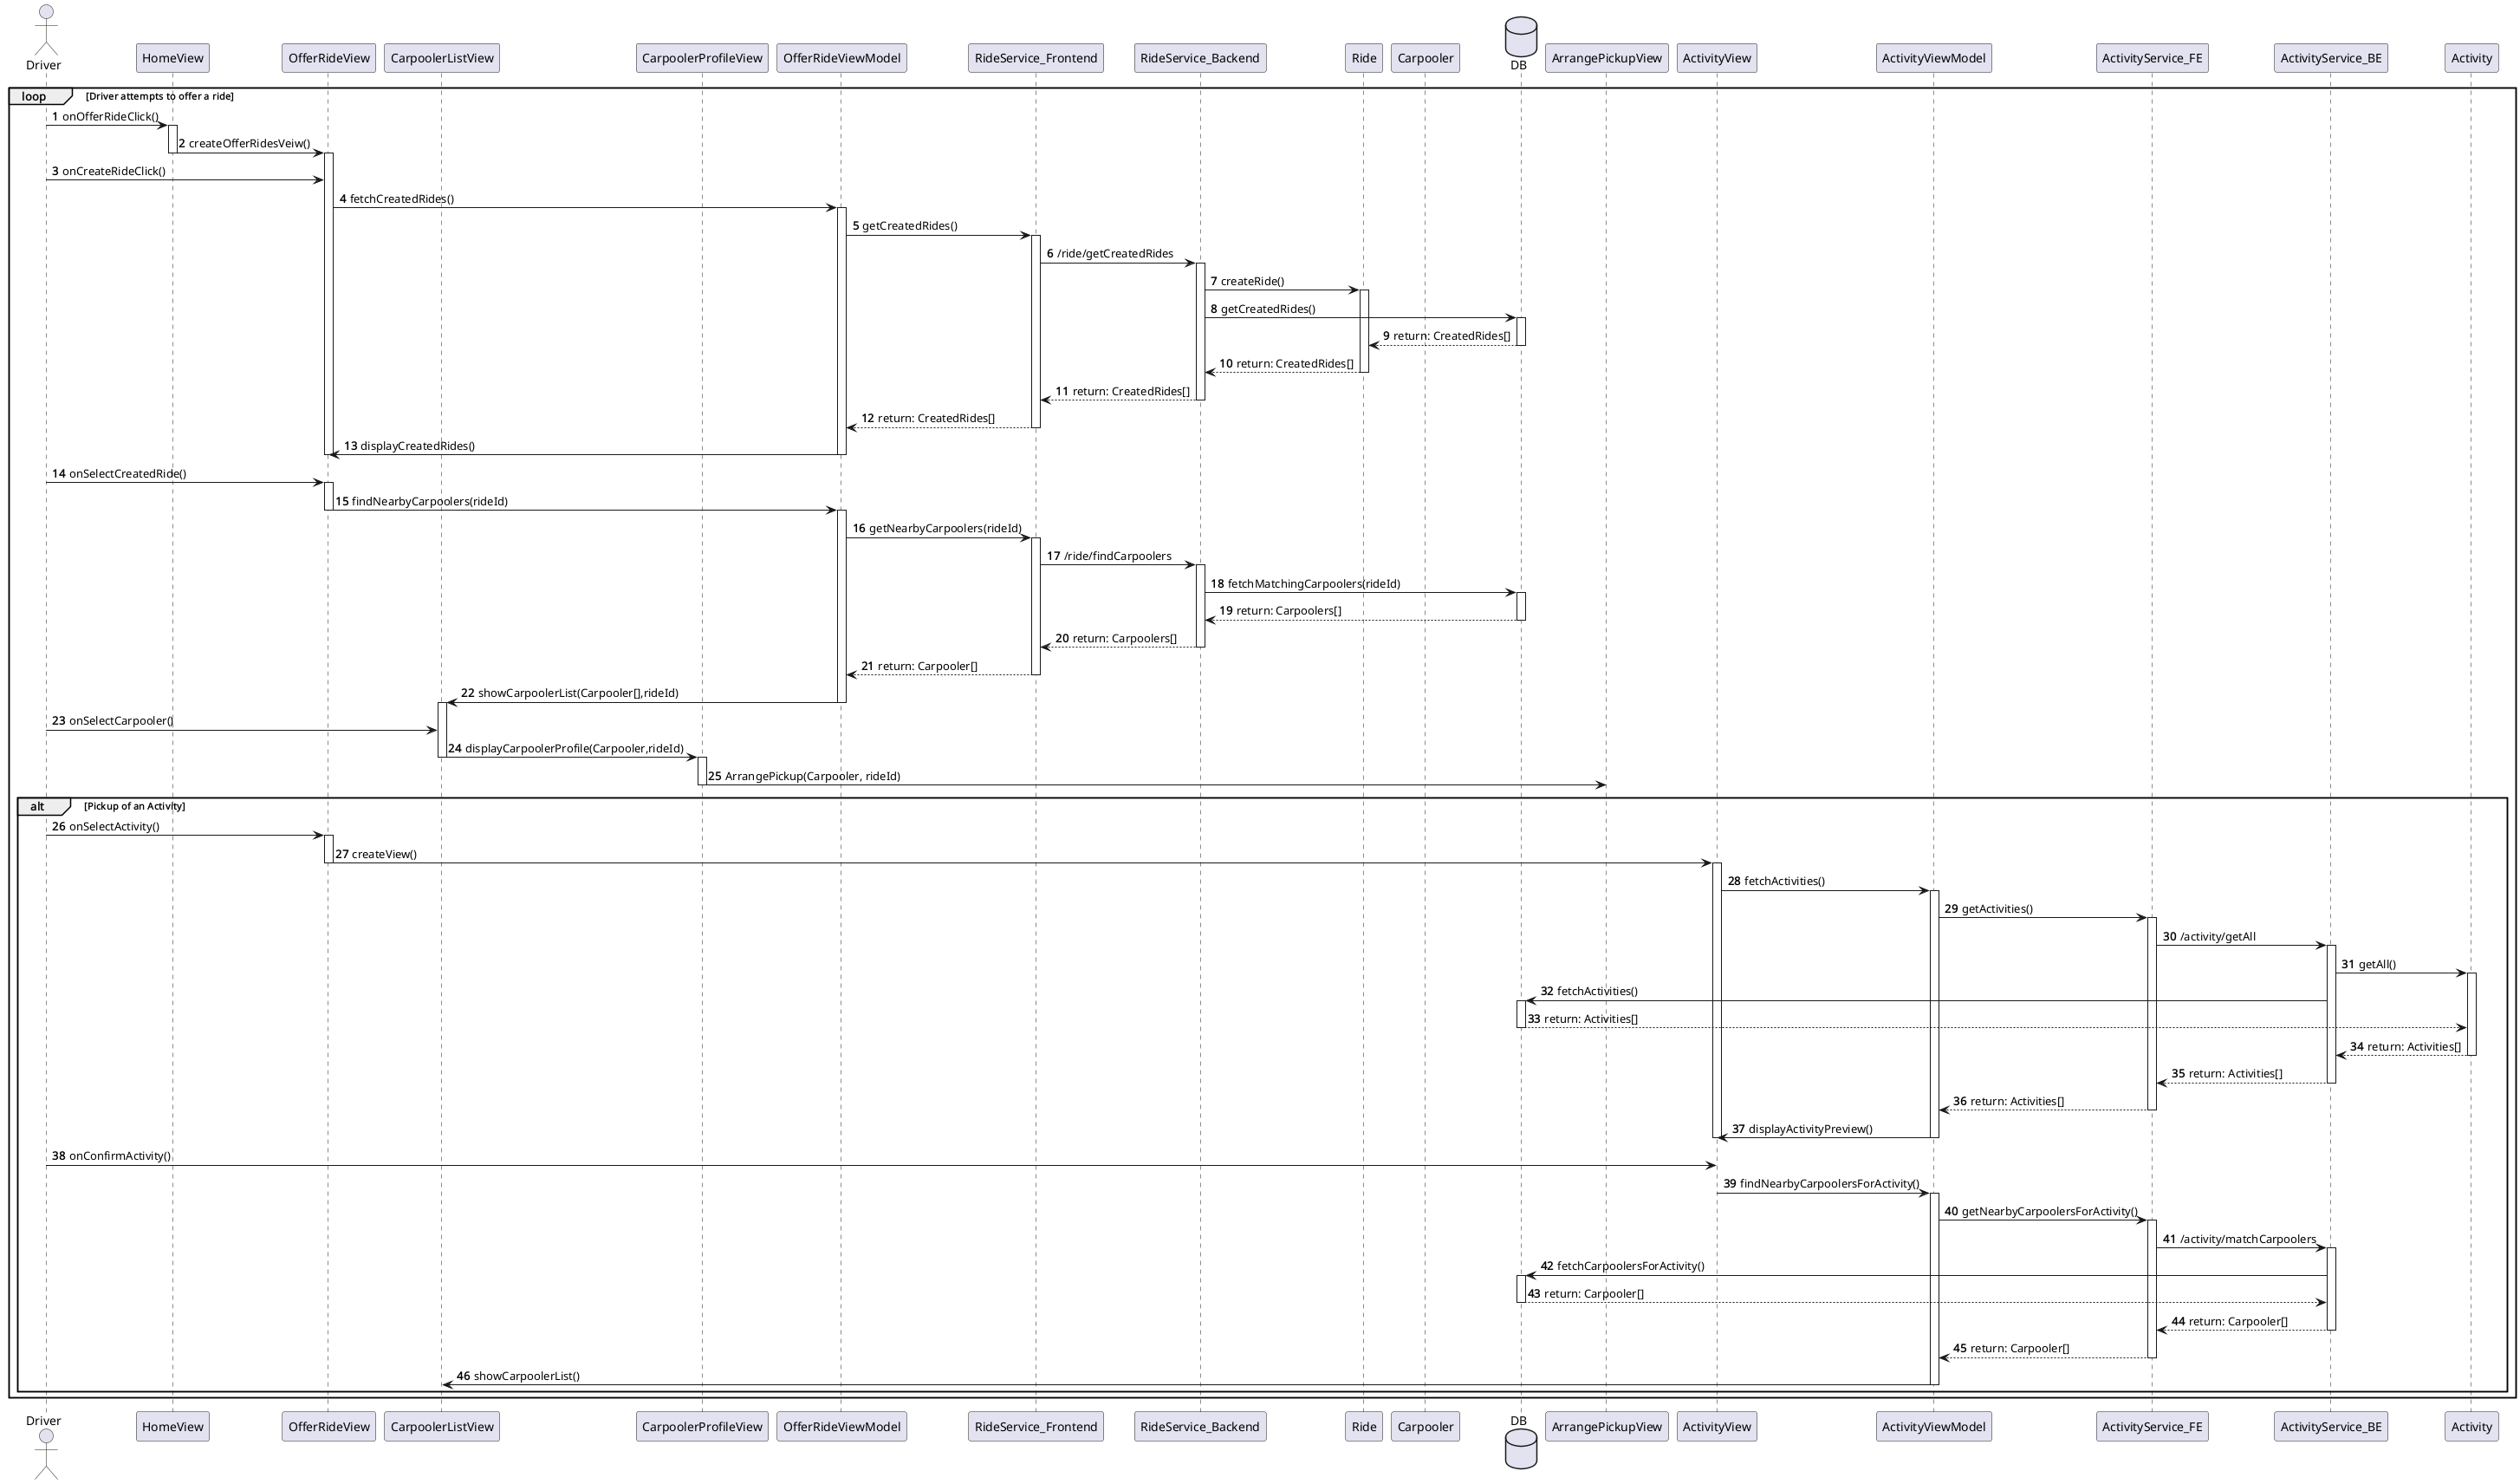 Driver
HomeView
OfferRideView
CarpoolerListView
CarpoolerProfileView
OfferRideViewModel
RideService_Frontend
RideService_Backend
Ride
Carpooler
DB
ArrangePickupView
ActivityView
ActivityViewModel
ActivityService_FE
ActivityService_BE
Activity
loop [Driver attempts to offer a ride]
1 onOfferRideClick()
2 createOfferRidesVeiw()
3 onCreateRideClick()
4 fetchCreatedRides()
5 getCreatedRides()
6 /ride/getCreatedRides
7 createRide()
8 getCreatedRides()
9 return: CreatedRides[]
10 return: CreatedRides[]
11 return: CreatedRides[]
12 return: CreatedRides[]
13 displayCreatedRides()
14 onSelectCreatedRide()
15 findNearbyCarpoolers(rideId)
16 getNearbyCarpoolers(rideId)
17 /ride/findCarpoolers
18 fetchMatchingCarpoolers(rideId)
19 return: Carpoolers[]
20 return: Carpoolers[]
21 return: Carpooler[]
22 showCarpoolerList(Carpooler[],rideId)
23 onSelectCarpooler()
24 displayCarpoolerProfile(Carpooler,rideId)
25 ArrangePickup(Carpooler, rideId)
alt [Pickup of an Activity]
26 onSelectActivity()
27 createView()
28 fetchActivities()
29 getActivities()
30 /activity/getAll
31 getAll()
32 fetchActivities()
33 return: Activities[]
34 return: Activities[]
35 return: Activities[]
36 return: Activities[]
37 displayActivityPreview()
38 onConfirmActivity()
39 findNearbyCarpoolersForActivity()
40 getNearbyCarpoolersForActivity()
41 /activity/matchCarpoolers
42 fetchCarpoolersForActivity()
43 return: Carpooler[]
44 return: Carpooler[]
45 return: Carpooler[]
46 showCarpoolerList()
Driver
HomeView
OfferRideView
CarpoolerListView
CarpoolerProfileView
OfferRideViewModel
RideService_Frontend
RideService_Backend
Ride
Carpooler
DB
ArrangePickupView
ActivityView
ActivityViewModel
ActivityService_FE
ActivityService_BE
Activity